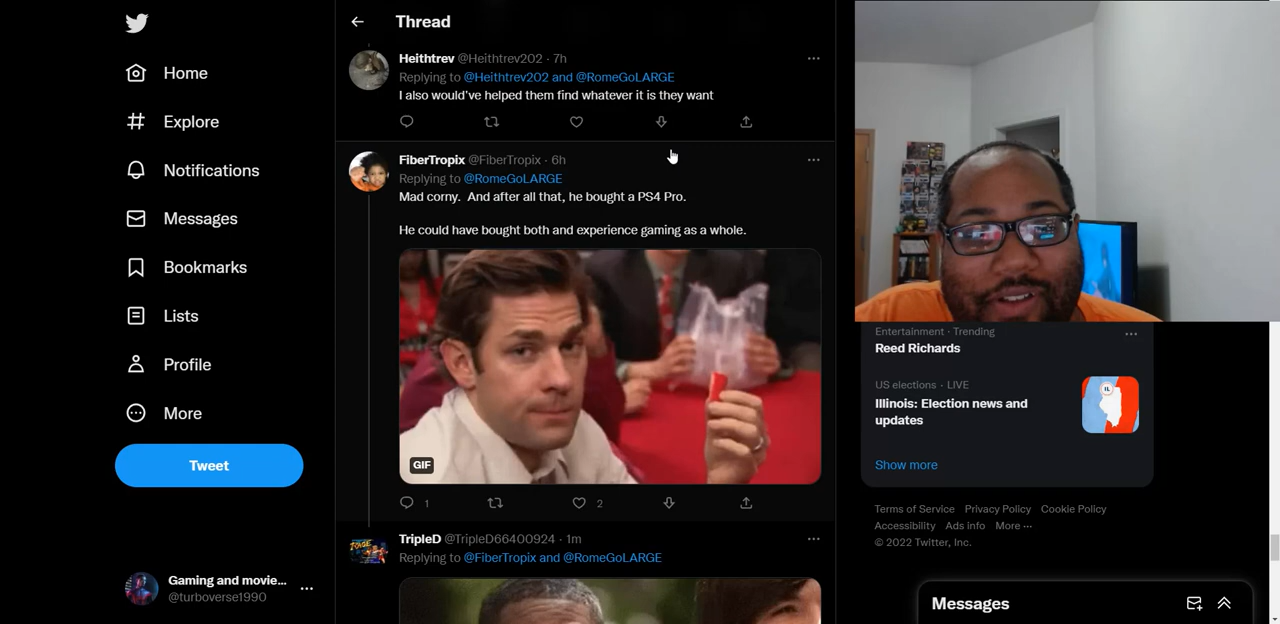 Home
Explore
Notifications
Messages
Bookmarks
Lists
Profile
More
Tweet
Gaming and movie...
@turboverse1990
Thread
Heithtrev @Heithtrev202 · 7h
Replying to @Heithtrev202 and @RomeGoLARGE
I also would've helped them find whatever it is they want
FiberTropix @FiberTropix · 6h
Replying to @RomeGoLARGE
Mad corny. And after all that, he bought a PS4 Pro.
He could have bought both and experience gaming as a whole.
GIF
1
2
TripleD @TripleD66400924 · 1m
Replying to @FiberTropix and @RomeGoLARGE
Entertainment · Trending
Reed Richards
US elections · LIVE
Illinois: Election news and
updates
IL
Show more
Terms of Service Privacy Policy Cookie Policy
Accessibility Ads info More ···
© 2022 Twitter, Inc.
Messages